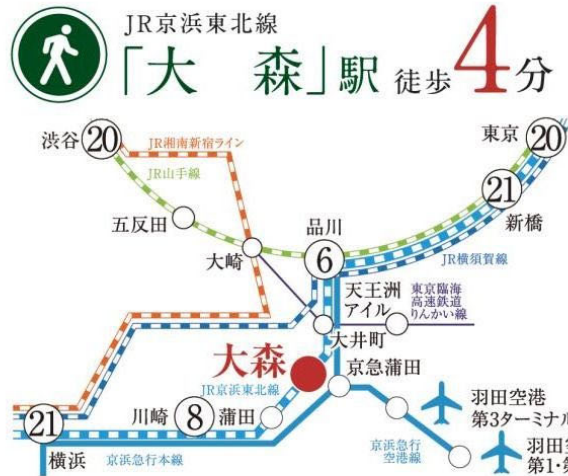 JR京浜東北線
「大 森」駅 徒歩4分
渋谷
20
JR湘南新宿ライン
JR山手線
東京
20
21
新橋
五反田
大崎
品川
6
JR横須賀線
天王洲
アイル
東京臨海
高速鉄道
りんかい線
大井町
大森
JR京浜東北線
京急蒲田
川崎
8
蒲田
21
横浜
京浜急行本線
京浜急行
空港線
羽田空港
第3ターミナル
羽田空
第1・